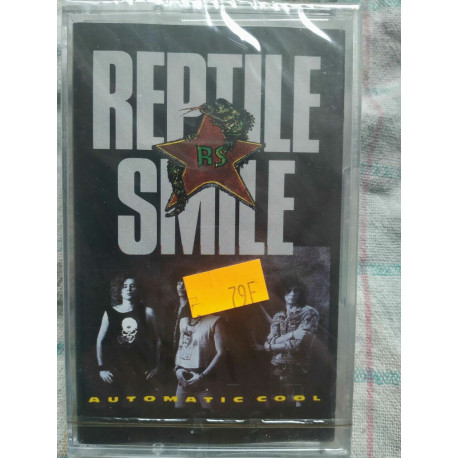 REPTILE
RS
SMILE
79F
AUTOMATIC COOL